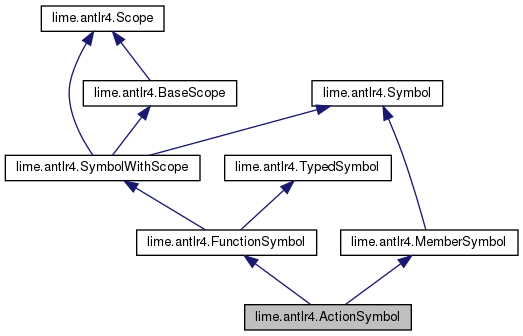 lime.antlr4.Scope
lime.antlr4.BaseScope
lime.antlr4.Symbol
lime.antlr4.SymbolWithScope
lime.antlr4.TypedSymbol
lime.antlr4.FunctionSymbol
lime.antlr4.MemberSymbol
lime.antlr4.ActionSymbol